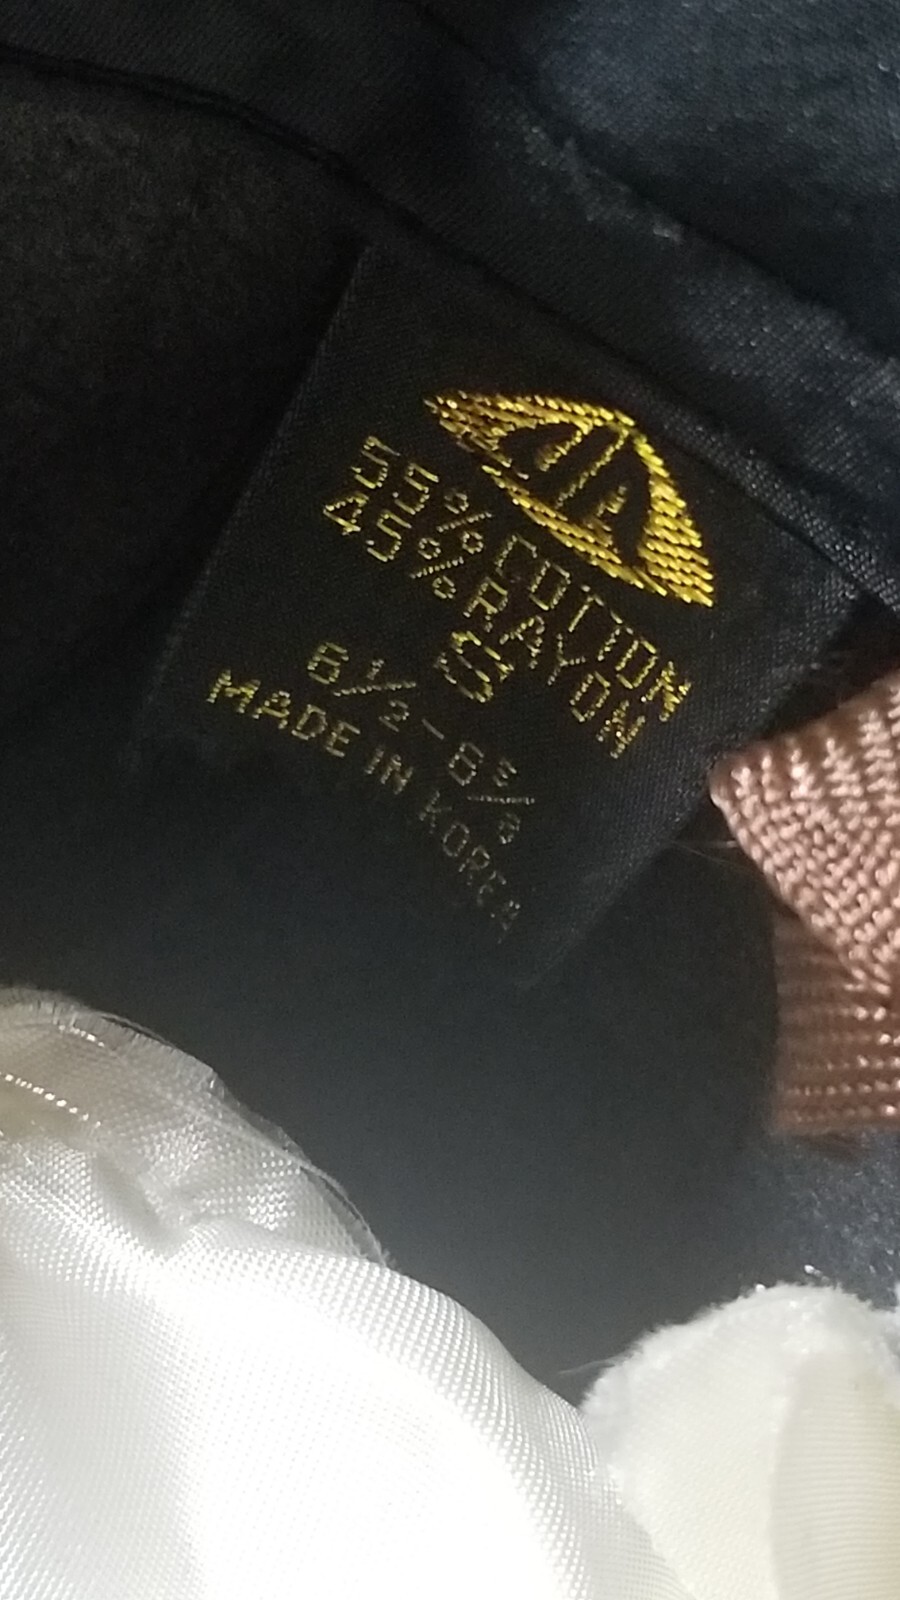 55% COTTON
45% RAYON
S
6 1/2 - 6 5/8
MADE IN KOREA